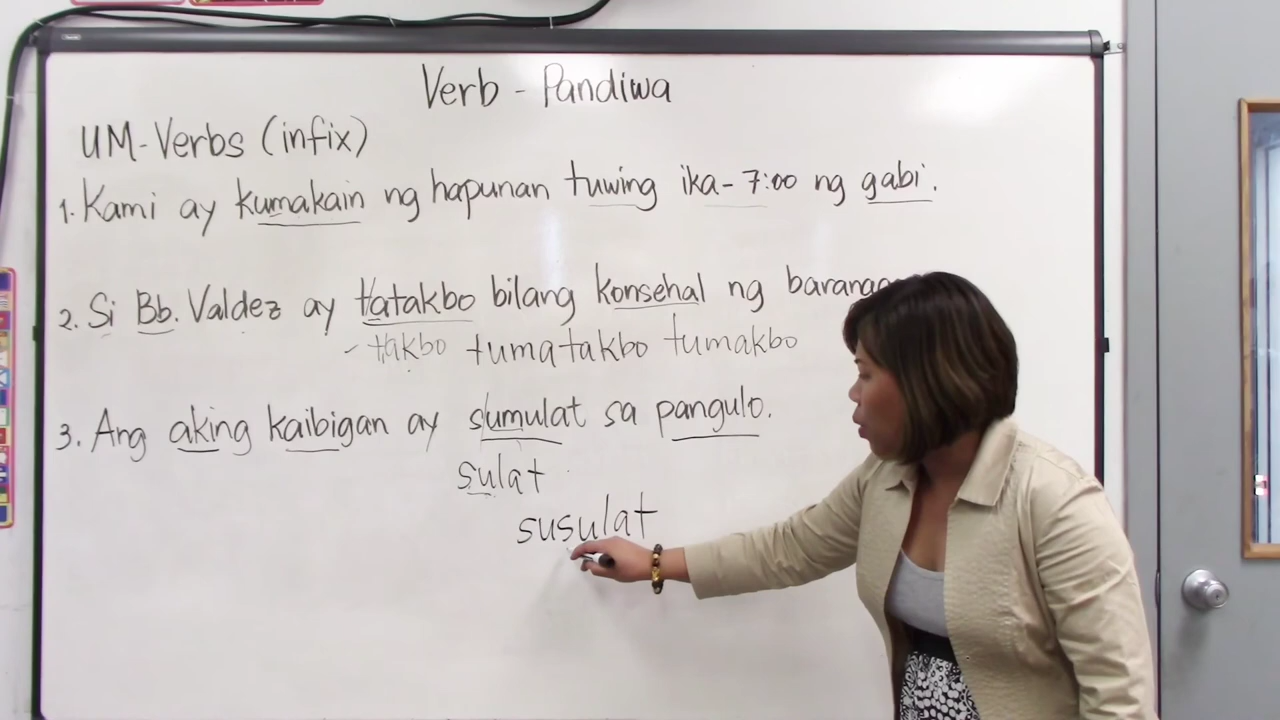 Verb - Pandiwa
UM-Verbs (infix)
1. Kami ay kumakain ng hapunan tuwing ika-7:00 ng gabi.
2. Si Bb. Valdez ay tatakbo bilang konsehal ng
- takbo tumatakbo tumakbo
3. Ang aking kaibigan ay sumulat sa pangulo.
sulat
susulat